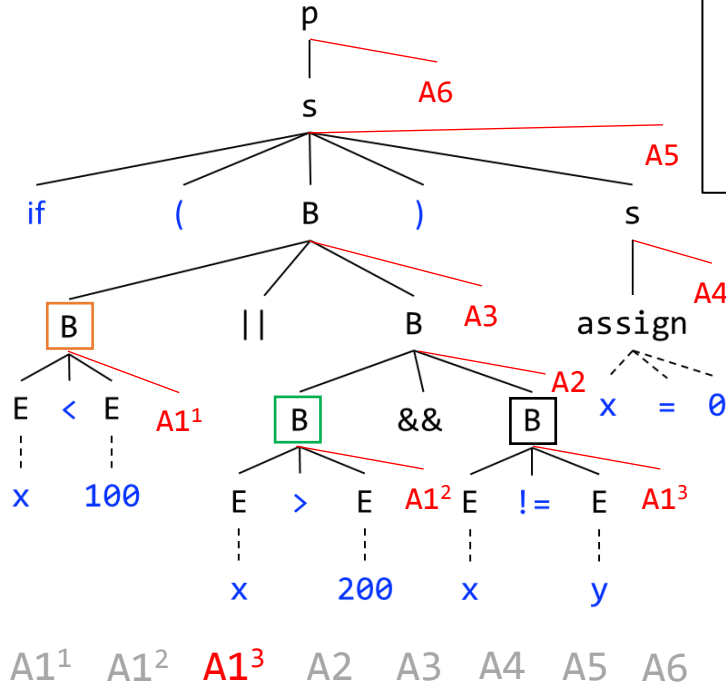 p
A6
s
A5
if ( B ) s
A4
B || B A3 assign
A2
E < E A1¹ B && B x = 0
x 100 E > E A1² E != E A1³
x 200 x y
A1¹ A1² A1³ A2 A3 A4 A5 A6